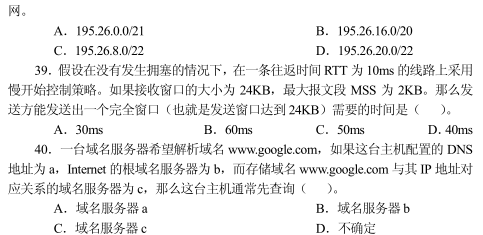 网。
A．195.26.0.0/21 B．195.26.16.0/20
C．195.26.8.0/22 D．195.26.20.0/22
39．假设在没有发生拥塞的情况下，在一条往返时间 RTT 为 10ms 的线路上采用
慢开始控制策略。如果接收窗口的大小为 24KB，最大报文段 MSS 为 2KB。那么发
送方能发送出一个完全窗口（也就是发送窗口达到 24KB）需要的时间是（ ）。
A．30ms B．60ms C．50ms D. 40ms
40．一台域名服务器希望解析域名 www.google.com，如果这台主机配置的 DNS
地址为 a，Internet 的根域名服务器为 b，而存储域名 www.google.com 与其 IP 地址对
应关系的域名服务器为 c，那么这台主机通常先查询（ ）。
A．域名服务器 a B．域名服务器 b
C．域名服务器 c D．不确定